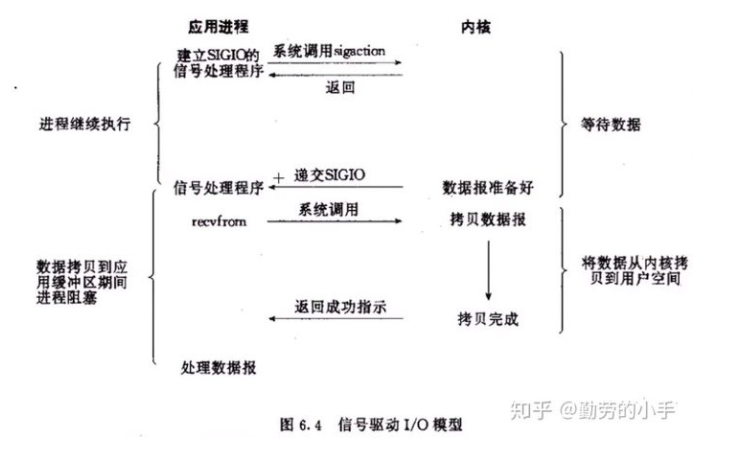 应用进程
内核
建立SIGIO的
信号处理程序
系统调用sigaction
返回
进程继续执行
等待数据
递交SIGIO
信号处理程序
数据报准备好
recvfrom
系统调用
拷贝数据报
数据拷贝到应
用缓冲区期间
进程阻塞
将数据从内核拷
贝到用户空间
返回成功指示
拷贝完成
处理数据报
图 6.4 信号驱动 I/O 模型
知乎 @勤劳的小手